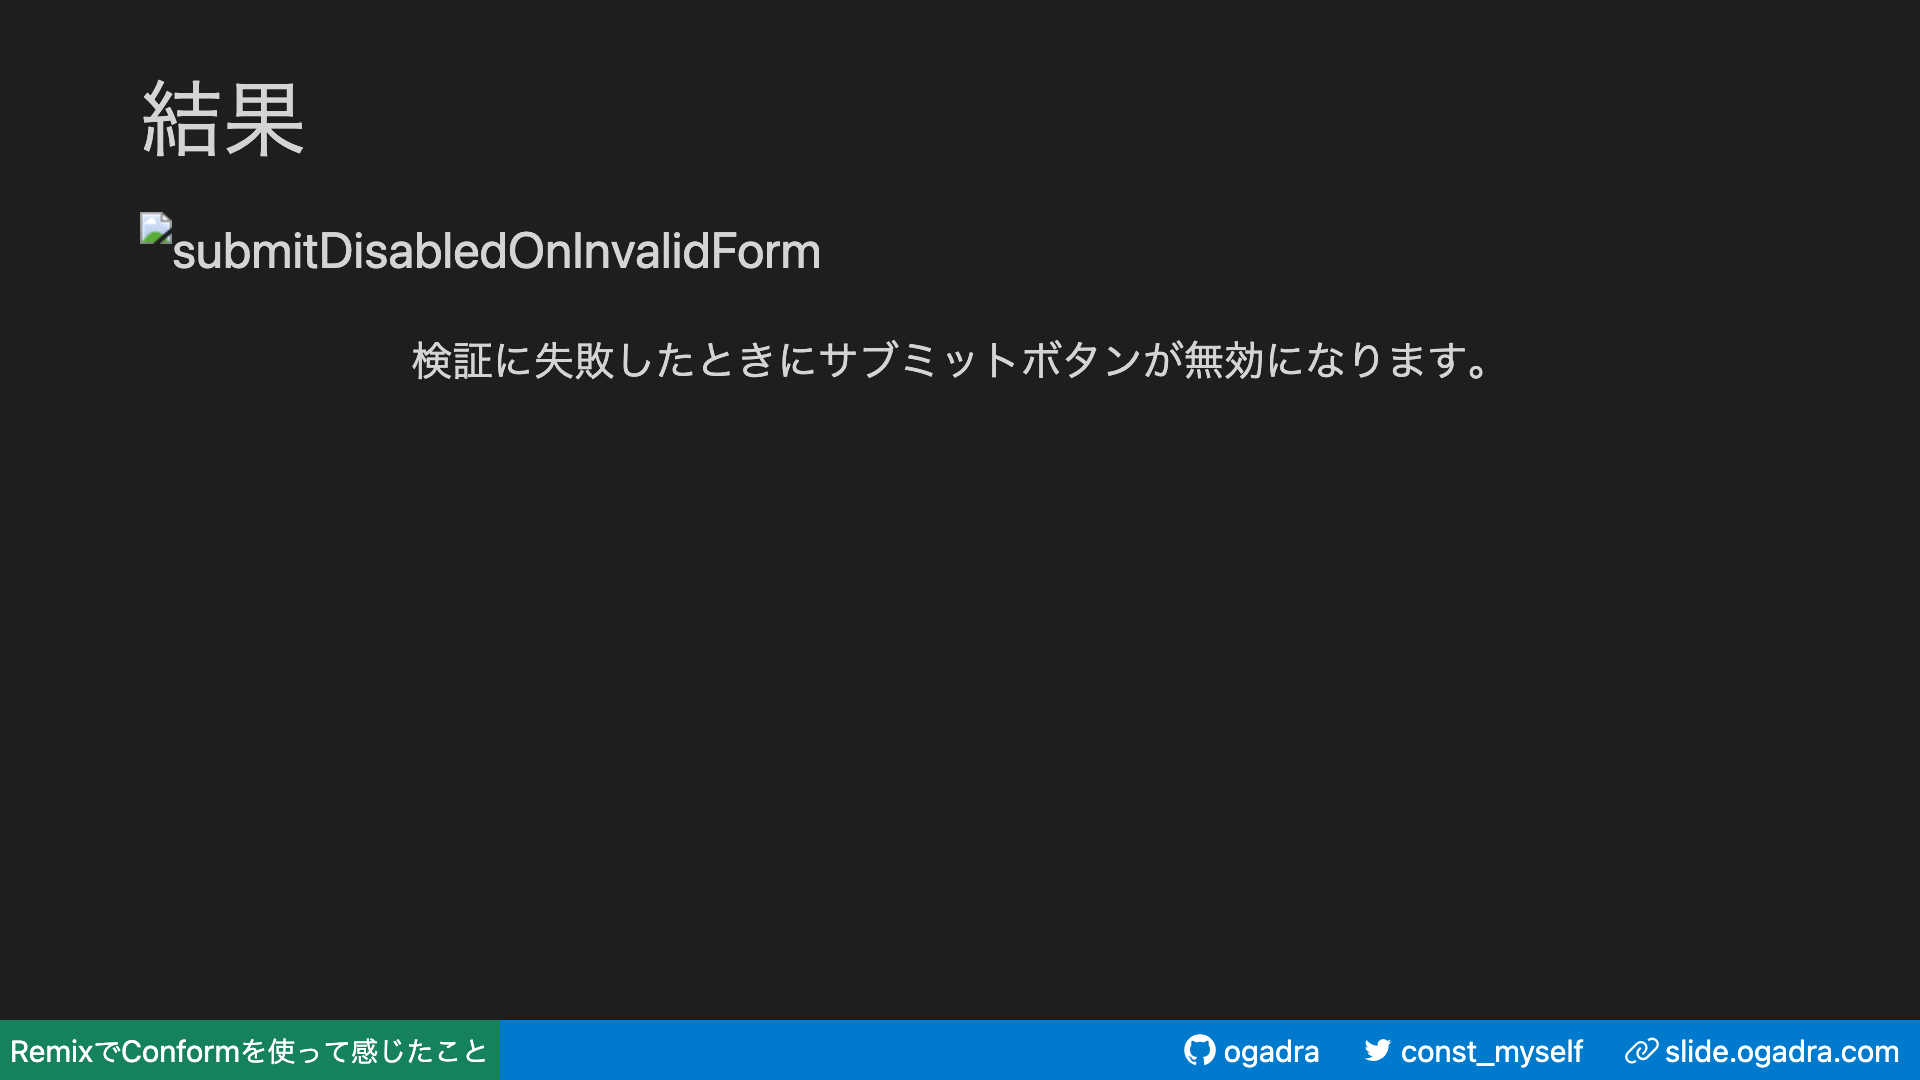 結果
submitDisabledOnInvalidForm
検証に失敗したときにサブミットボタンが無効になります。
RemixでConformを使って感じたこと
ogadra
const_myself
slide.ogadra.com